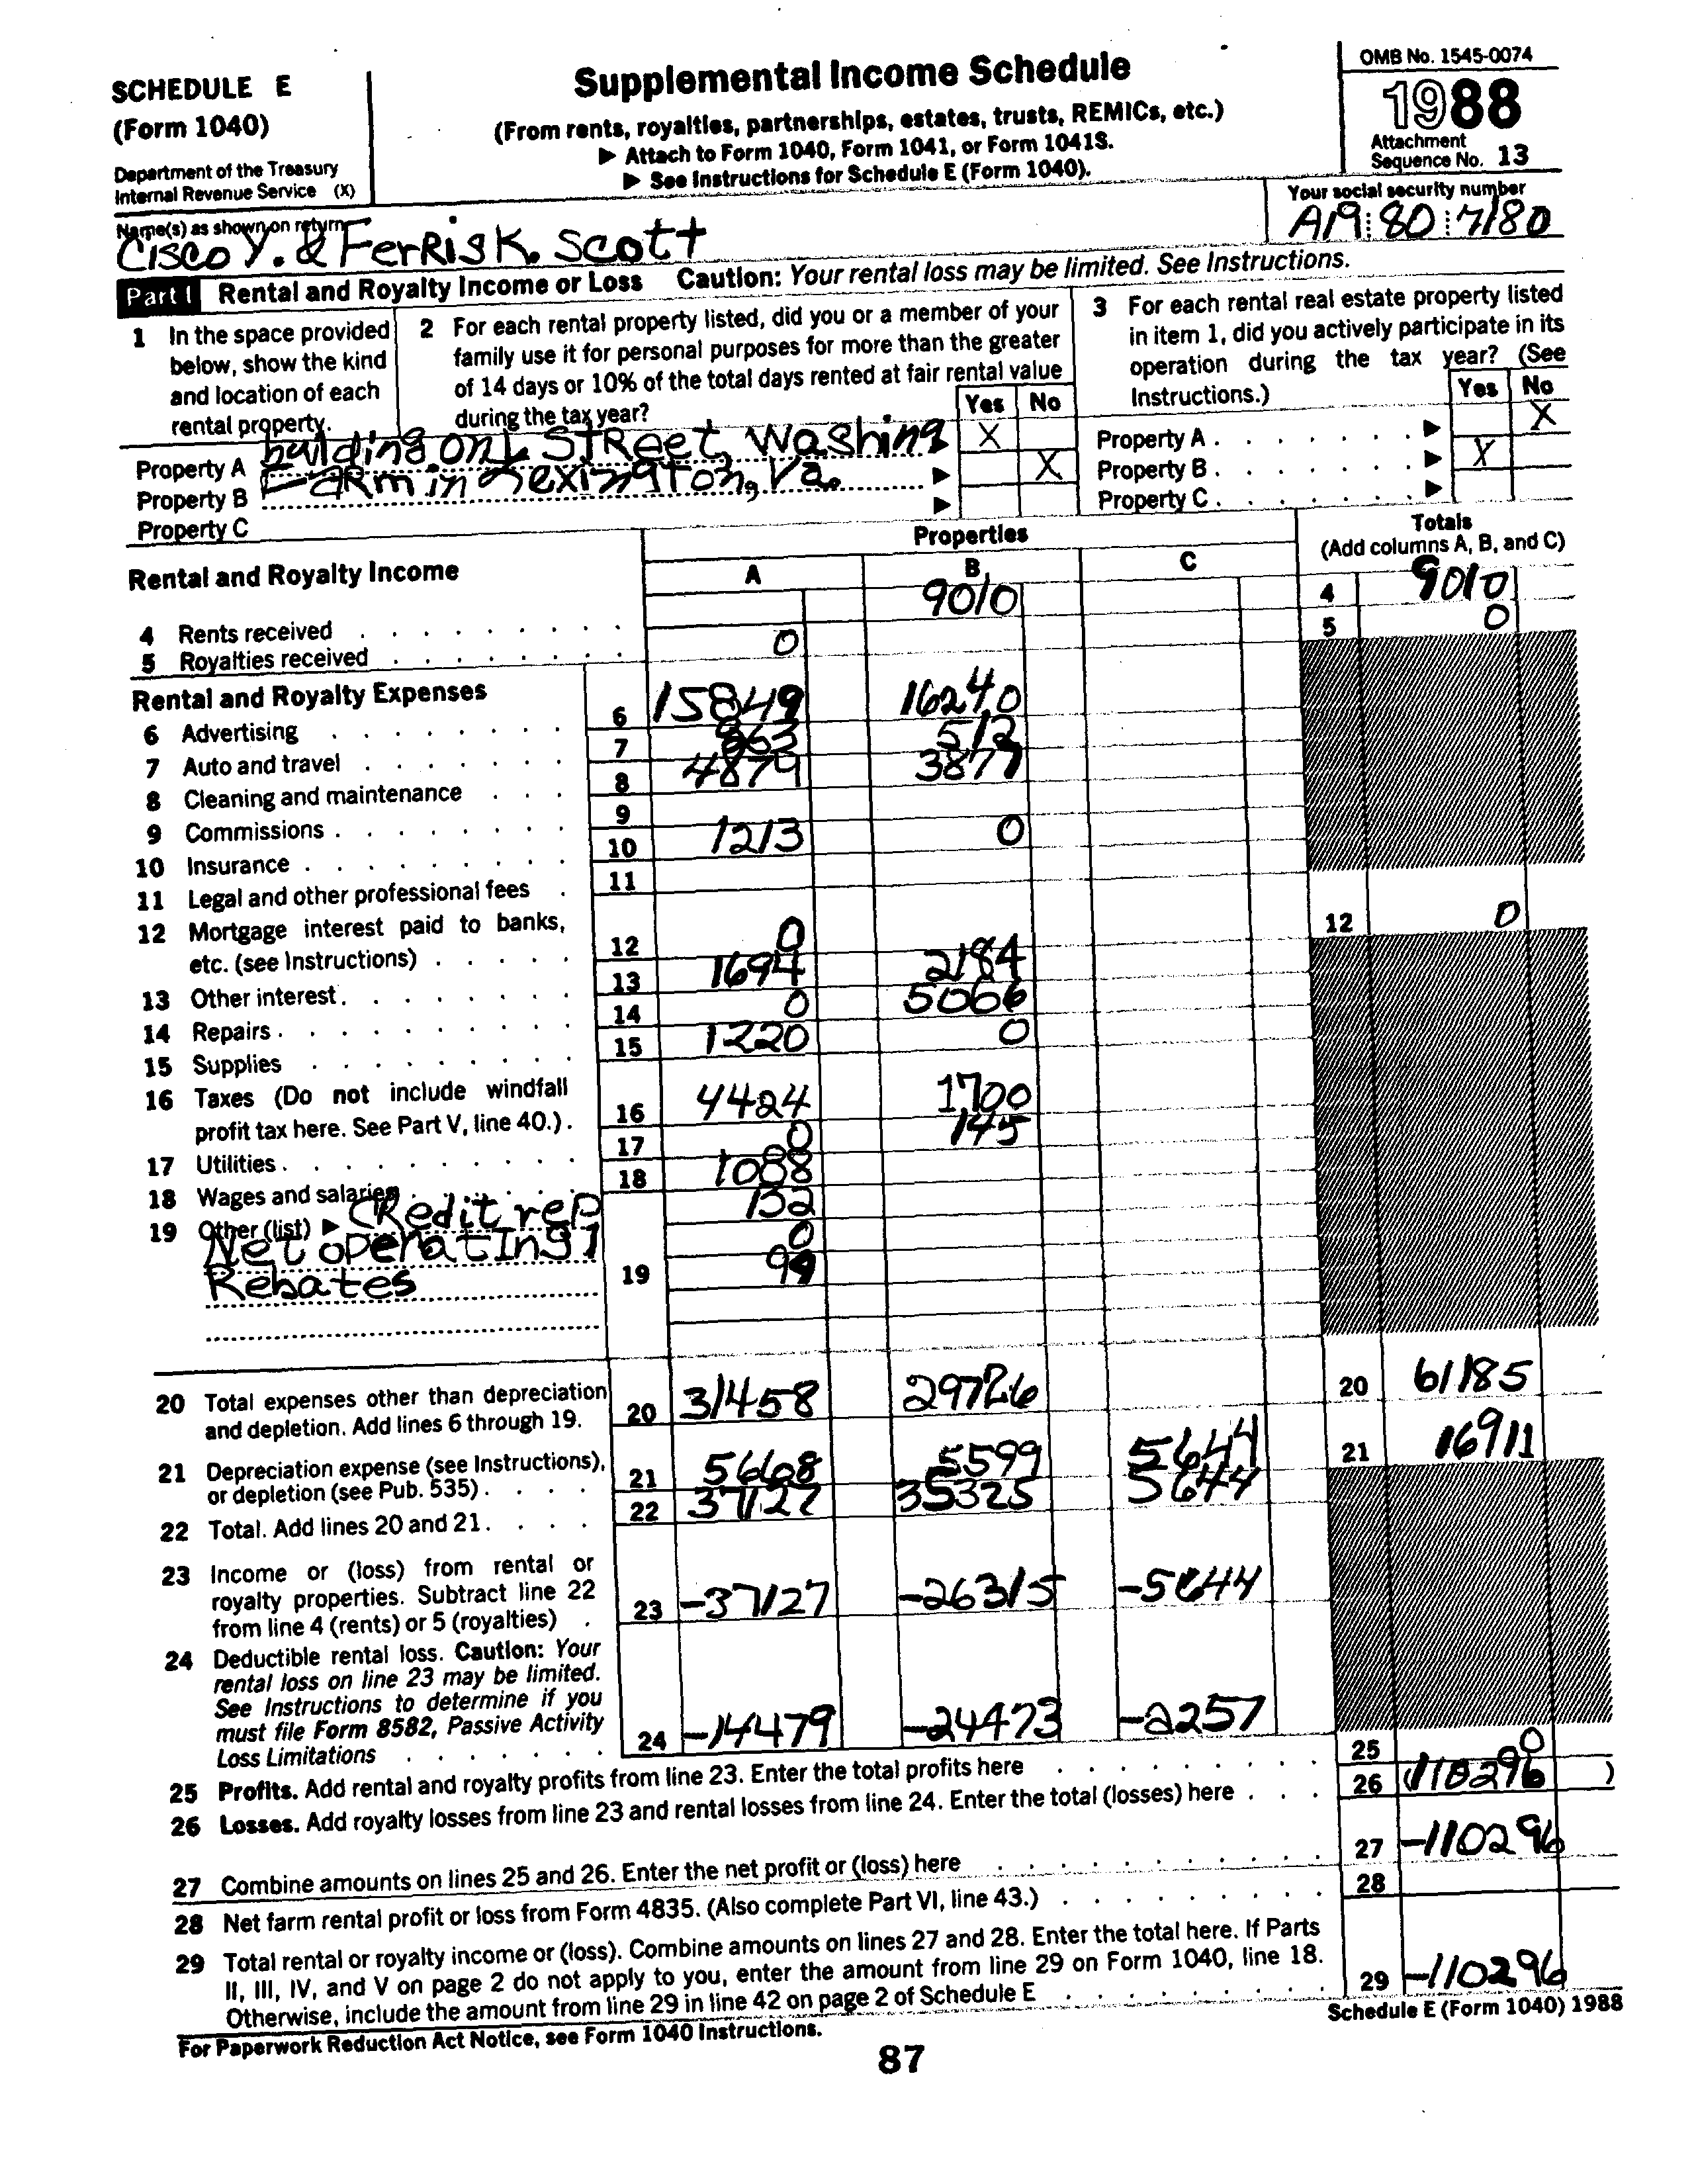 SCHEDULE E
(Form 1040)
Department of the Treasury
Internal Revenue Service (X)
Supplemental Income Schedule
(From rents, royalties, partnerships, estates, trusts, REMICs, etc.)
▶ Attach to Form 1040, Form 1041, or Form 1041S.
▶ See Instructions for Schedule E (Form 1040).
OMB No. 1545-0074
1988
Attachment
Sequence No. 13
Name(s) as shown on return
Cisco Y. & FerRis K. Scott
Your social security number
A19 80 7180
Part I Rental and Royalty Income or Loss Caution: Your rental loss may be limited. See Instructions.
1 In the space provided
below, show the kind
and location of each
rental property.
2 For each rental property listed, did you or a member of your
family use it for personal purposes for more than the greater
of 14 days or 10% of the total days rented at fair rental value
during the tax year?
Yes No
3 For each rental real estate property listed
in item 1, did you actively participate in its
operation during the tax year? (See
Instructions.)
Yes No
Property A building on L STReet, Washing X
Property B Farm in Lexington, Va. X
Property C
Property A . X
Property B . X
Property C .
Rental and Royalty Income
Properties
A B C
Totals
(Add columns A, B, and C)
4 Rents received 9010 4 9010
5 Royalties received 0 5 0
Rental and Royalty Expenses
6 Advertising 6 15849 16240
7 Auto and travel 7 863 512
8 Cleaning and maintenance 8 4879 3877
9 Commissions 9
10 Insurance 10 1213 0
11 Legal and other professional fees 11
12 Mortgage interest paid to banks,
etc. (see Instructions) 12 0 12 0
13 Other interest 13 1694 2184
14 Repairs 14 0 5066
15 Supplies 15 1220 0
16 Taxes (Do not include windfall
profit tax here. See Part V, line 40.) 16 4424 1700
17 Utilities 17 0 145
18 Wages and salaries 18 1088
19 Other (list) ▶ CRedit rep 132
Net operating 0
Rebates 19 99
20 Total expenses other than depreciation
and depletion. Add lines 6 through 19. 20 31458 29726 20 61185
21 Depreciation expense (see Instructions),
or depletion (see Pub. 535) 21 5668 5599 5644 21 16911
22 Total. Add lines 20 and 21. 22 37127 35325 5644
23 Income or (loss) from rental or
royalty properties. Subtract line 22
from line 4 (rents) or 5 (royalties) 23 -37127 -26315 -5644
24 Deductible rental loss. Caution: Your
rental loss on line 23 may be limited.
See Instructions to determine if you
must file Form 8582, Passive Activity
Loss Limitations 24 -14479 -24473 -2257
25 Profits. Add rental and royalty profits from line 23. Enter the total profits here 25 0
26 Losses. Add royalty losses from line 23 and rental losses from line 24. Enter the total (losses) here 26 (110296)
27 Combine amounts on lines 25 and 26. Enter the net profit or (loss) here 27 -110296
28 Net farm rental profit or loss from Form 4835. (Also complete Part VI, line 43.) 28
29 Total rental or royalty income or (loss). Combine amounts on lines 27 and 28. Enter the total here. If Parts
II, III, IV, and V on page 2 do not apply to you, enter the amount from line 29 on Form 1040, line 18.
Otherwise, include the amount from line 29 in line 42 on page 2 of Schedule E 29 -110296
For Paperwork Reduction Act Notice, see Form 1040 Instructions.
Schedule E (Form 1040) 1988
87